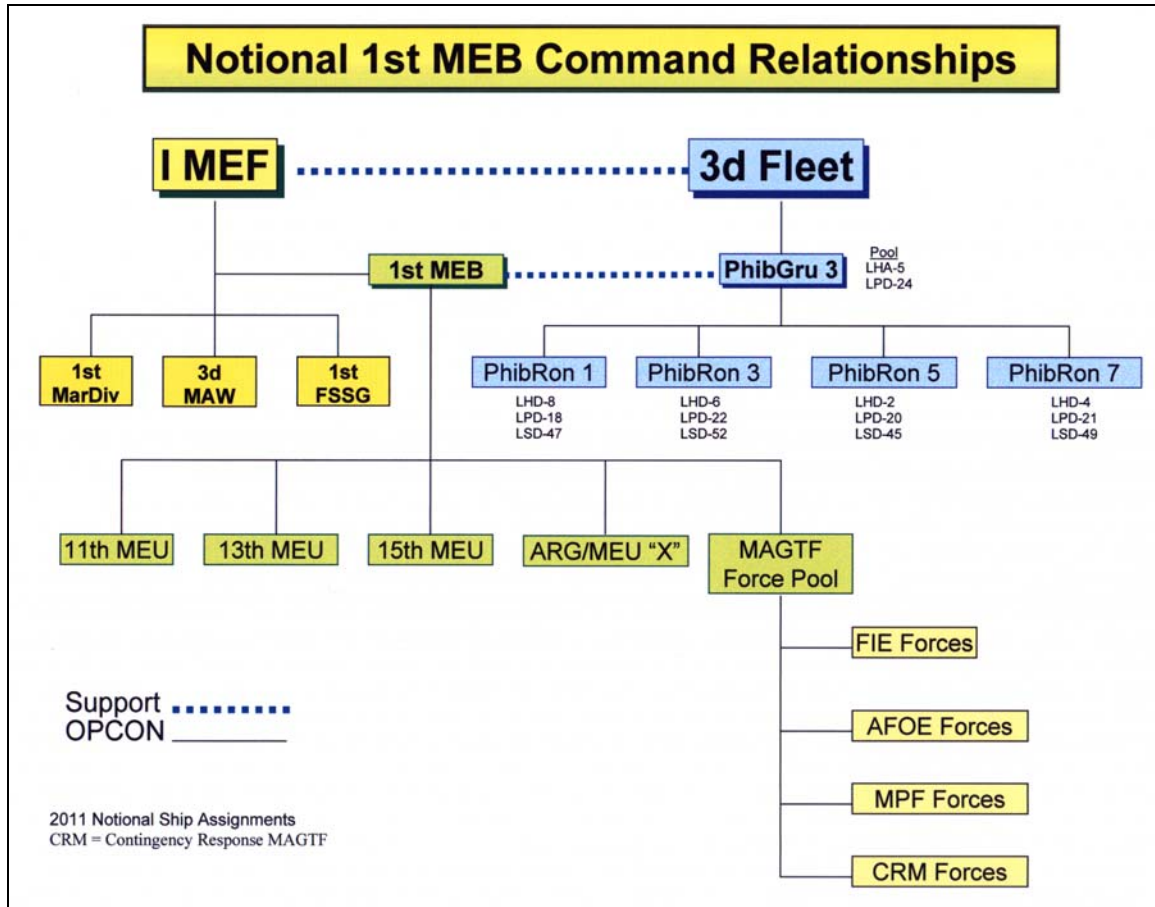 Notional 1st MEB Command Relationships
I MEF
3d Fleet
1st MEB
PhibGru 3
Pool
LHA-5
LPD-24
1st
MarDiv
3d
MAW
1st
FSSG
PhibRon 1
LHD-8
LPD-18
LSD-47
PhibRon 3
LHD-6
LPD-22
LSD-52
PhibRon 5
LHD-2
LPD-20
LSD-45
PhibRon 7
LHD-4
LPD-21
LSD-49
11th MEU
13th MEU
15th MEU
ARG/MEU “X”
MAGTF
Force Pool
FIE Forces
AFOE Forces
MPF Forces
CRM Forces
Support
OPCON
2011 Notional Ship Assignments
CRM = Contingency Response MAGTF